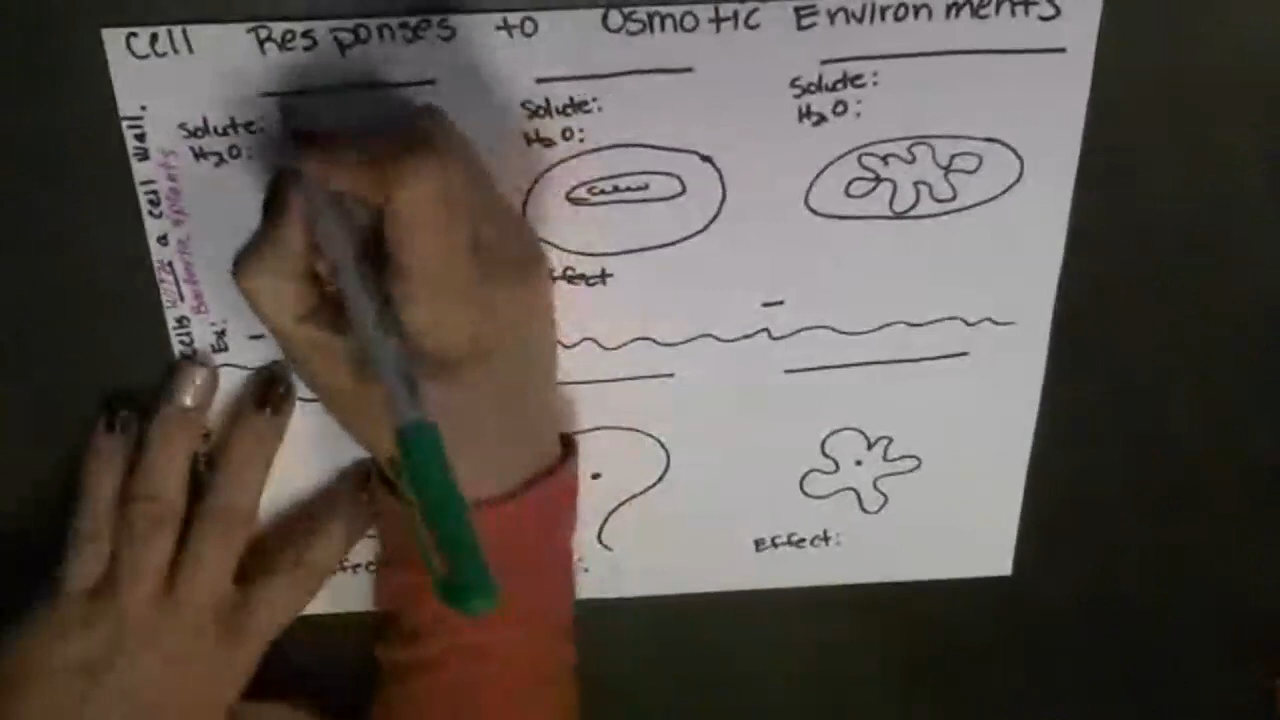 Cell Responses to Osmotic Environments
Solute:
H₂O:
Solute:
H₂O:
Solute:
H₂O:
Cells with a cell wall.
Bacteria & plants
Ex:
Effect: